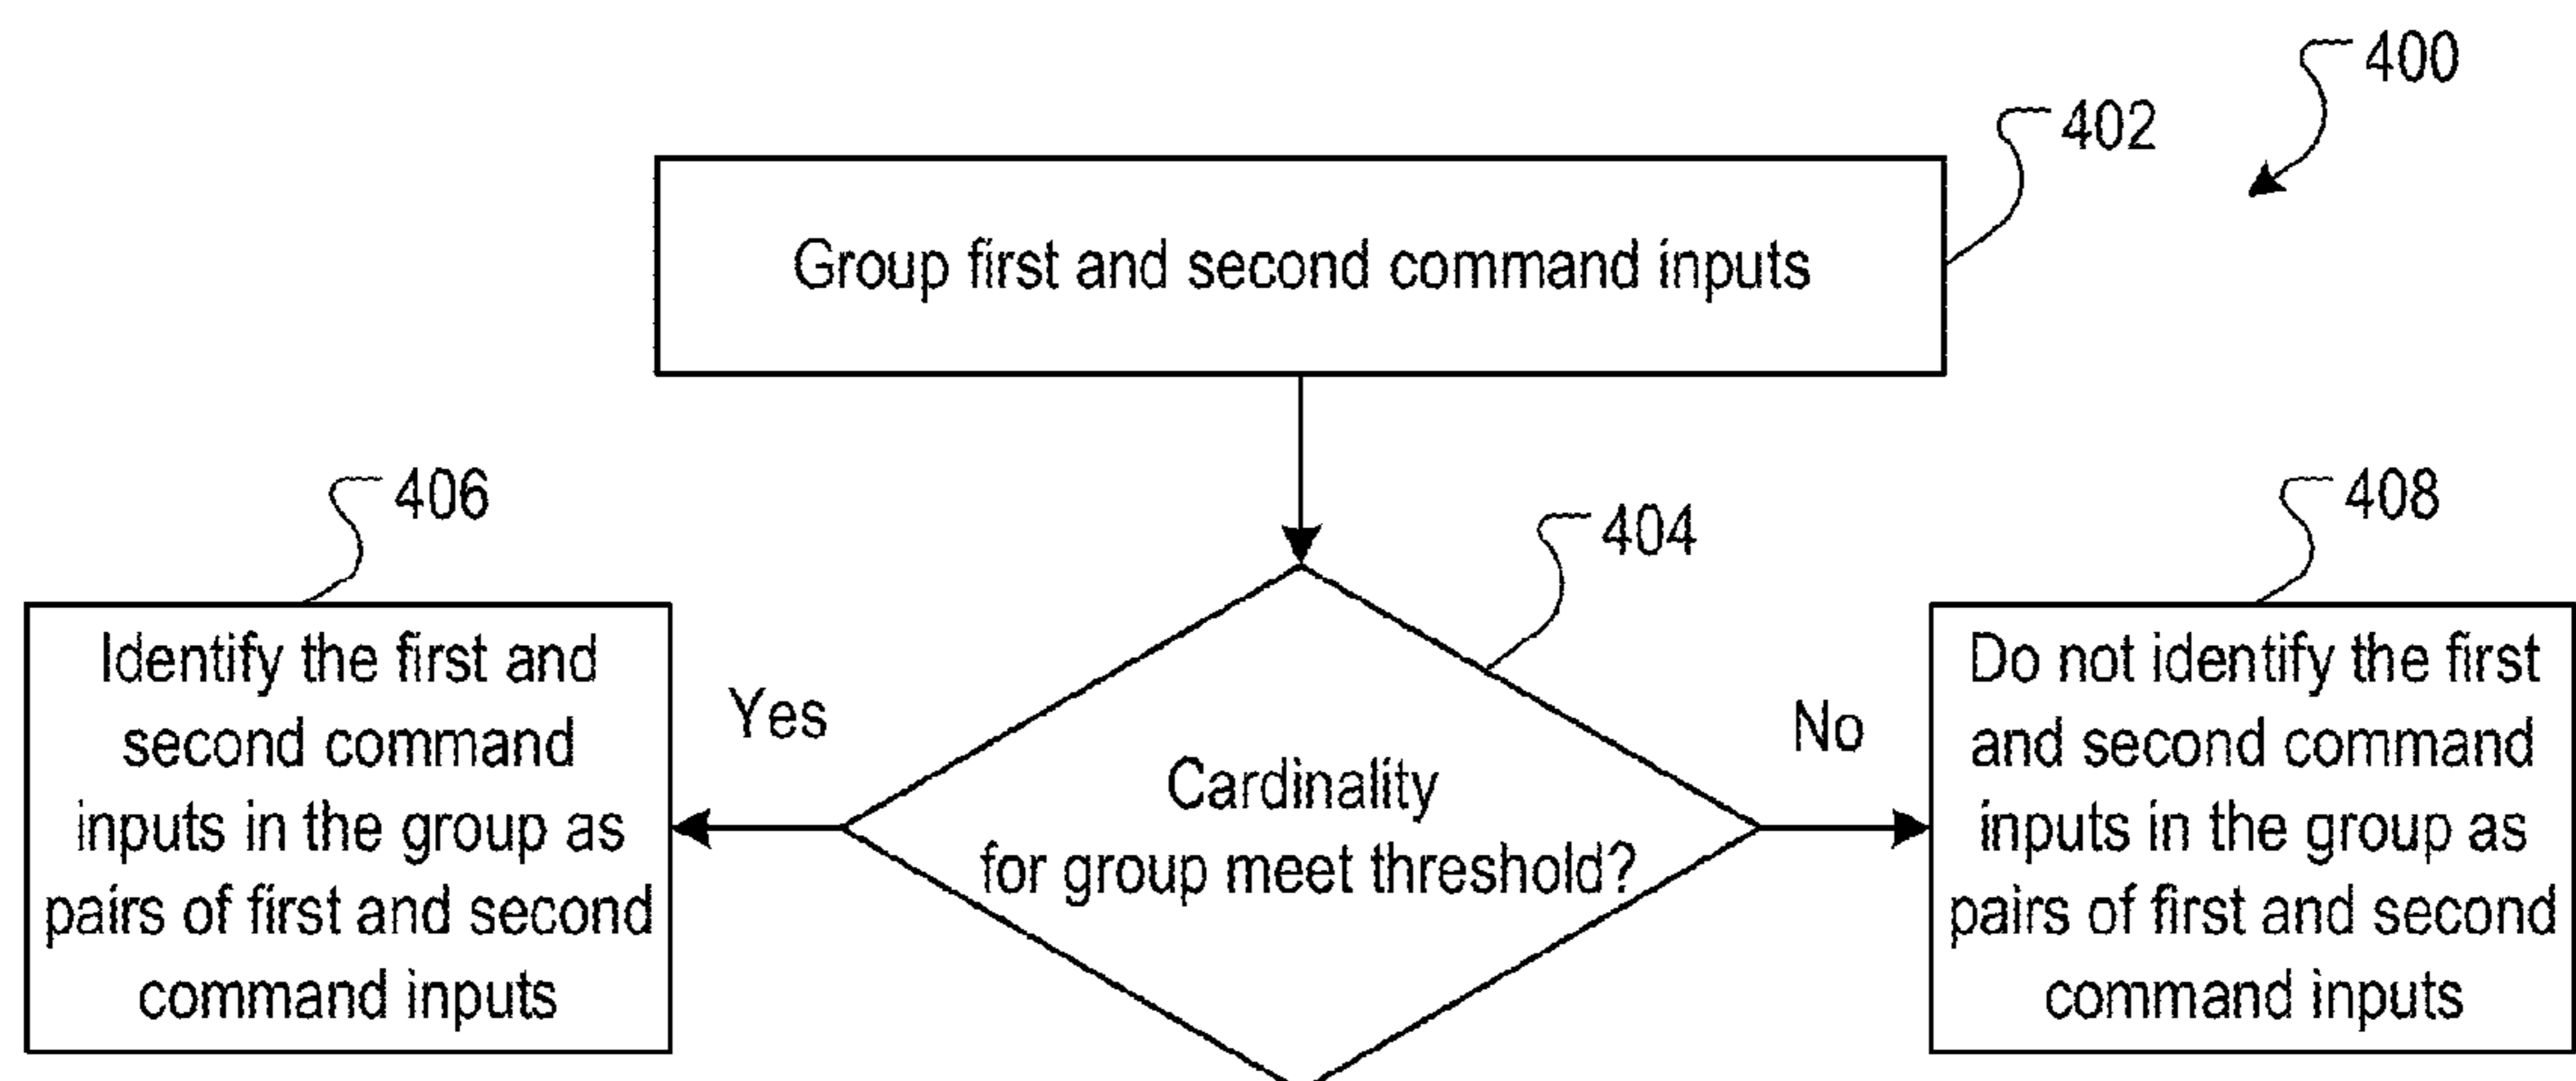 400
402
Group first and second command inputs
406
404
408
Identify the first and
second command
inputs in the group as
pairs of first and second
command inputs
Yes
Cardinality
for group meet threshold?
No
Do not identify the first
and second command
inputs in the group as
pairs of first and second
command inputs